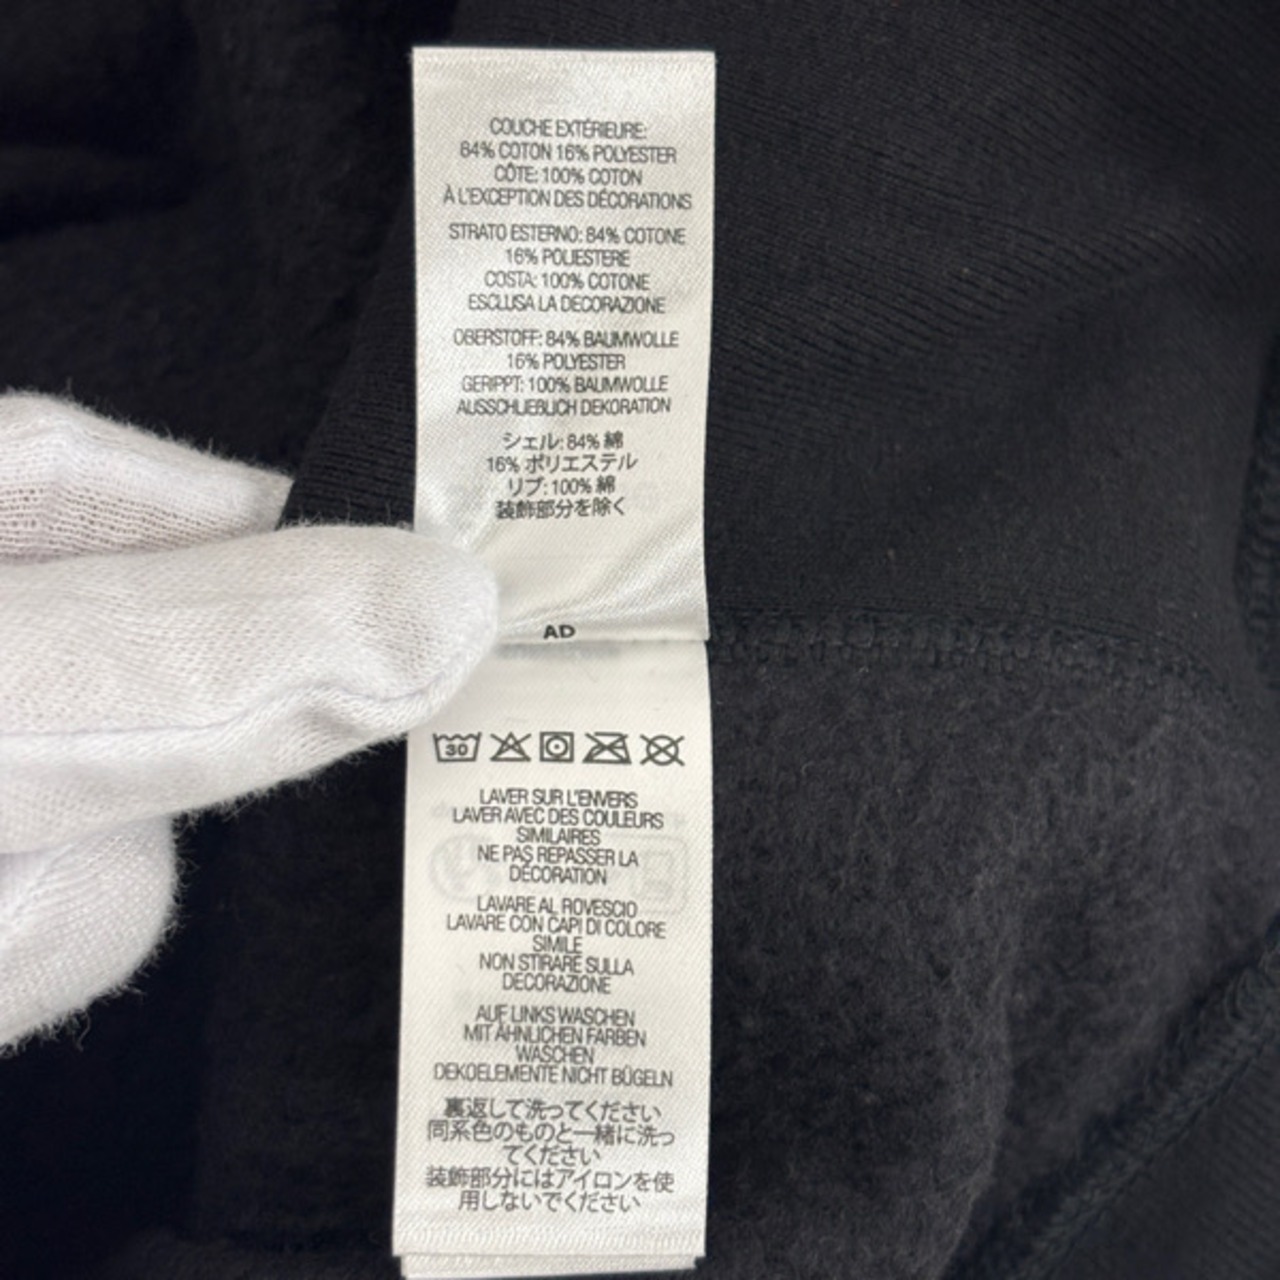 COUCHE EXTÉRIEURE:
84% COTON 16% POLYESTER
CÔTE: 100% COTON
À L'EXCEPTION DES DÉCORATIONS
STRATO ESTERNO: 84% COTONE
16% POLIESTERE
COSTA: 100% COTONE
ESCLUSA LA DECORAZIONE
OBERSTOFF: 84% BAUMWOLLE
16% POLYESTER
GERIPPT: 100% BAUMWOLLE
AUSSCHLIEBLICH DEKORATION
シェル: 84% 綿
16% ポリエステル
リブ: 100% 綿
装飾部分を除く
AD
30
LAVER SUR L'ENVERS
LAVER AVEC DES COULEURS
SIMILAIRES
NE PAS REPASSER LA
DÉCORATION
LAVARE AL ROVESCIO
LAVARE CON CAPI DI COLORE
SIMILE
NON STIRARE SULLA
DECORAZIONE
AUF LINKS WASCHEN
MIT ÄHNLICHEN FARBEN
WASCHEN
DEKOELEMENTE NICHT BÜGELN
裏返して洗ってください
同系色のものと一緒に洗っ
てください
装飾部分にはアイロンを使
用しないでください